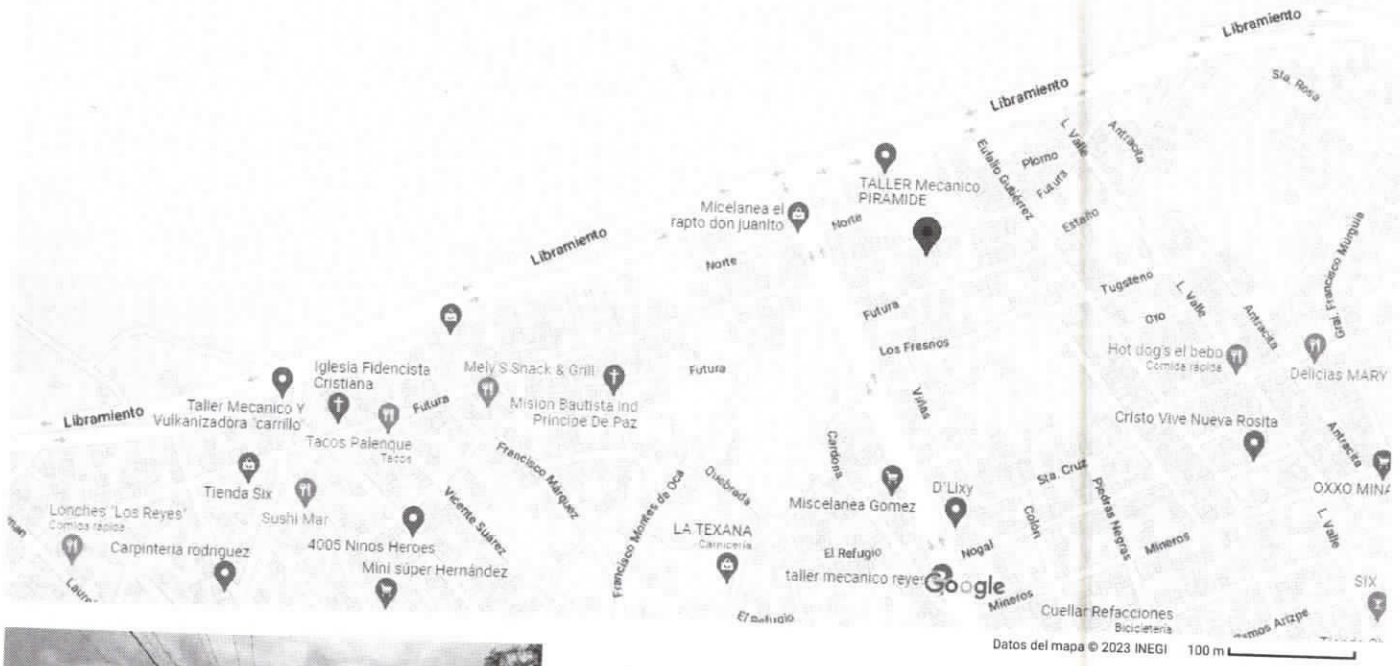 Libramiento
Sta. Rosa
Libramiento
L. Valle
Antracita
Plomo
Eulalio Gutiérrez
Futura
TALLER Mecanico
PIRAMIDE
Micelanea el
rapto don juanito
Norte
Estaño
Gral. Francisco Murguia
Libramiento
Norte
Tugsteno
L. Valle
Futura
Oro
Antracita
Los Fresnos
Hot dog's el bebo
Comida rápida
Delicias MARY
Iglesia Fidencista
Cristiana
Mely'S Snack & Grill
Futura
Mision Bautista Ind
Principe De Paz
Futura
Viñas
Libramiento
Taller Mecanico Y
Vulkanizadora "carrillo"
Cristo Vive Nueva Rosita
Tacos Palenque
Tacos
Cardona
Antracita
Francisco Márquez
Sta. Cruz
Quebrada
Tienda Six
Francisco Montes de Oca
Miscelanea Gomez
D'Lixy
Piedras Negras
OXXO MINA
Vicente Suárez
Lonches "Los Reyes"
Comida rápida
Sushi Mar
LA TEXANA
Carnicería
Colón
L. Valle
Carpinteria rodriguez
4005 Ninos Heroes
El Refugio
Nogal
Mineros
Mini súper Hernández
taller mecanico reyes
Google
SIX
Mineros
Cuellar Refacciones
Bicicletería
El Refugio
Datos del mapa © 2023 INEGI
100 m